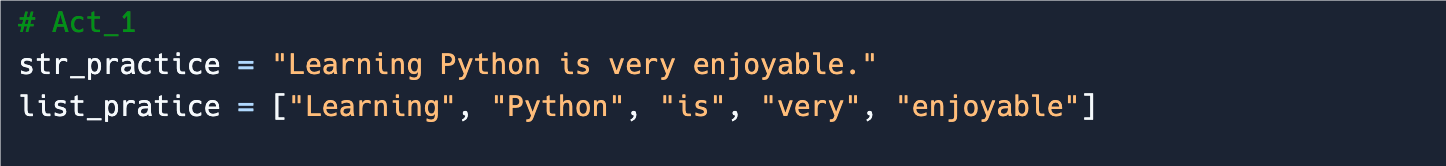 # Act_1
str_practice = "Learning Python is very enjoyable."
list_pratice = ["Learning", "Python", "is", "very", "enjoyable"]